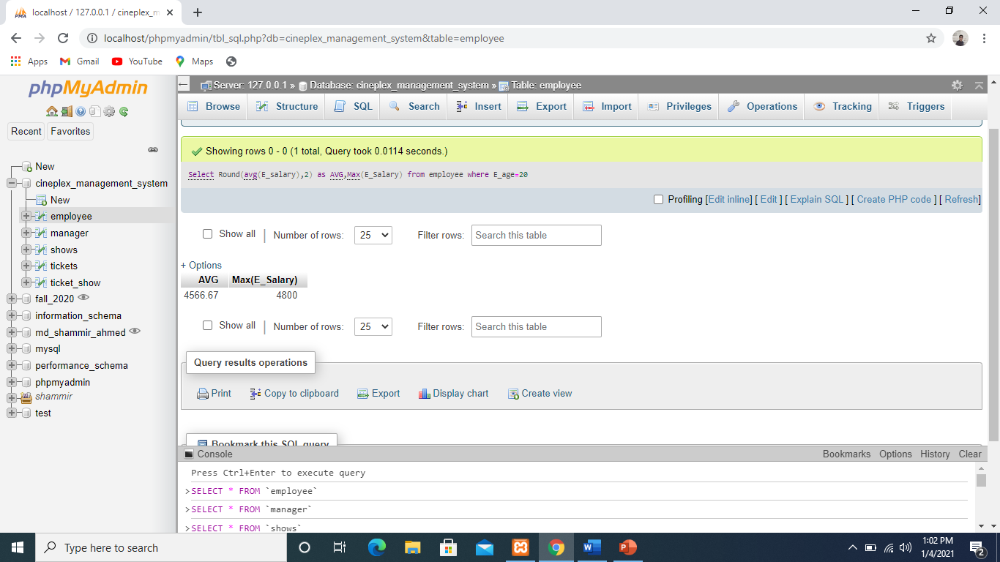 localhost / 127.0.0.1 / cineplex_m
localhost/phpmyadmin/tbl_sql.php?db=cineplex_management_system&table=employee
Apps Gmail YouTube Maps
phpMyAdmin
Recent Favorites
New
cineplex_management_system
New
employee
manager
shows
tickets
ticket_show
fall_2020
information_schema
md_shammir_ahmed
mysql
performance_schema
phpmyadmin
shammir
test
Server: 127.0.0.1 » Database: cineplex_management_system » Table: employee
Browse Structure SQL Search Insert Export Import Privileges Operations Tracking Triggers
Showing rows 0 - 0 (1 total, Query took 0.0114 seconds.)
Select Round(avg(E_salary),2) as AVG,Max(E_Salary) from employee where E_age=20
Profiling [Edit inline] [ Edit ] [ Explain SQL ] [ Create PHP code ] [ Refresh]
Show all | Number of rows: 25 Filter rows: Search this table
+ Options
AVG Max(E_Salary)
4566.67 4800
Show all | Number of rows: 25 Filter rows: Search this table
Query results operations
Print Copy to clipboard Export Display chart Create view
Bookmark this SQL query
Console Bookmarks Options History Clear
Press Ctrl+Enter to execute query
>SELECT * FROM `employee`
>SELECT * FROM `manager`
>SELECT * FROM `shows`
Type here to search
1:02 PM
1/4/2021
2